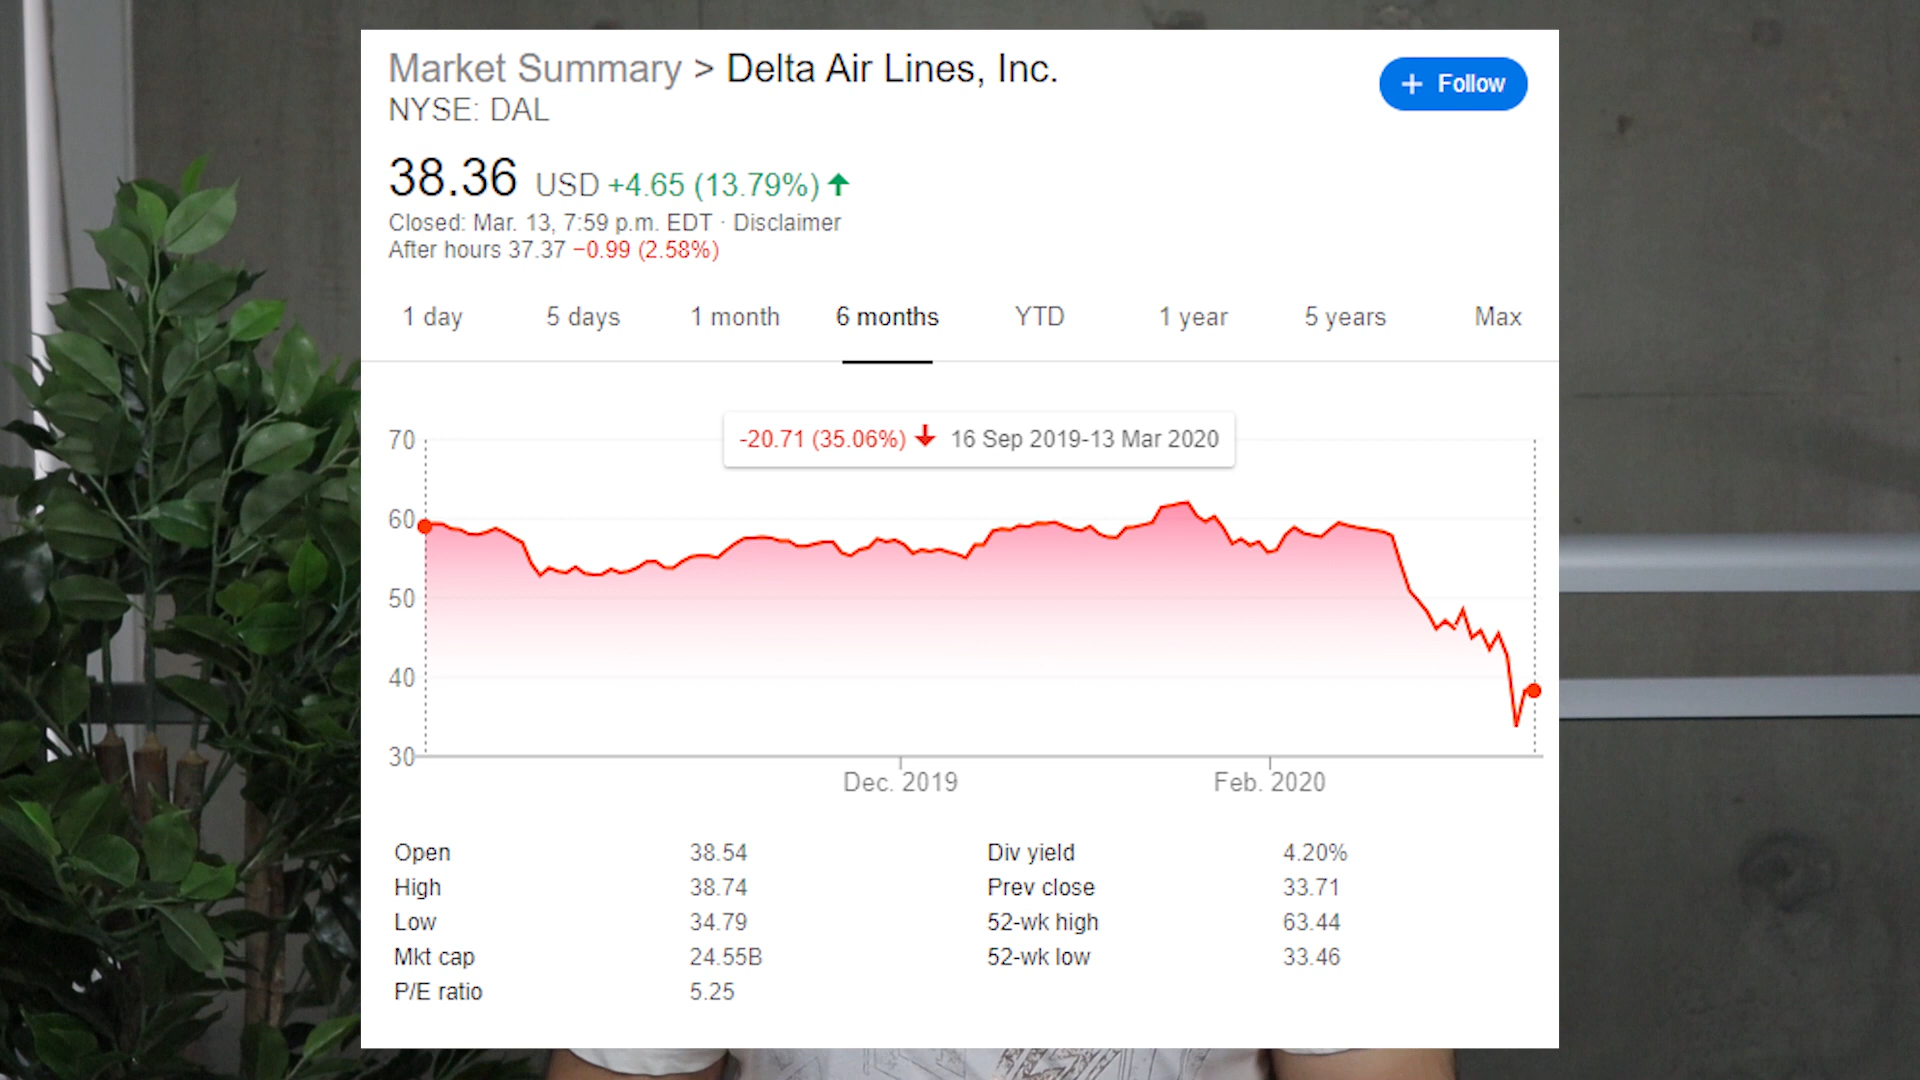 Market Summary > Delta Air Lines, Inc.
+ Follow
NYSE: DAL
38.36 USD +4.65 (13.79%)
Closed: Mar. 13, 7:59 p.m. EDT · Disclaimer
After hours 37.37 −0.99 (2.58%)
1 day 5 days 1 month 6 months YTD 1 year 5 years Max
-20.71 (35.06%) 16 Sep 2019-13 Mar 2020
70
60
50
40
30
Dec. 2019 Feb. 2020
Open 38.54 Div yield 4.20%
High 38.74 Prev close 33.71
Low 34.79 52-wk high 63.44
Mkt cap 24.55B 52-wk low 33.46
P/E ratio 5.25